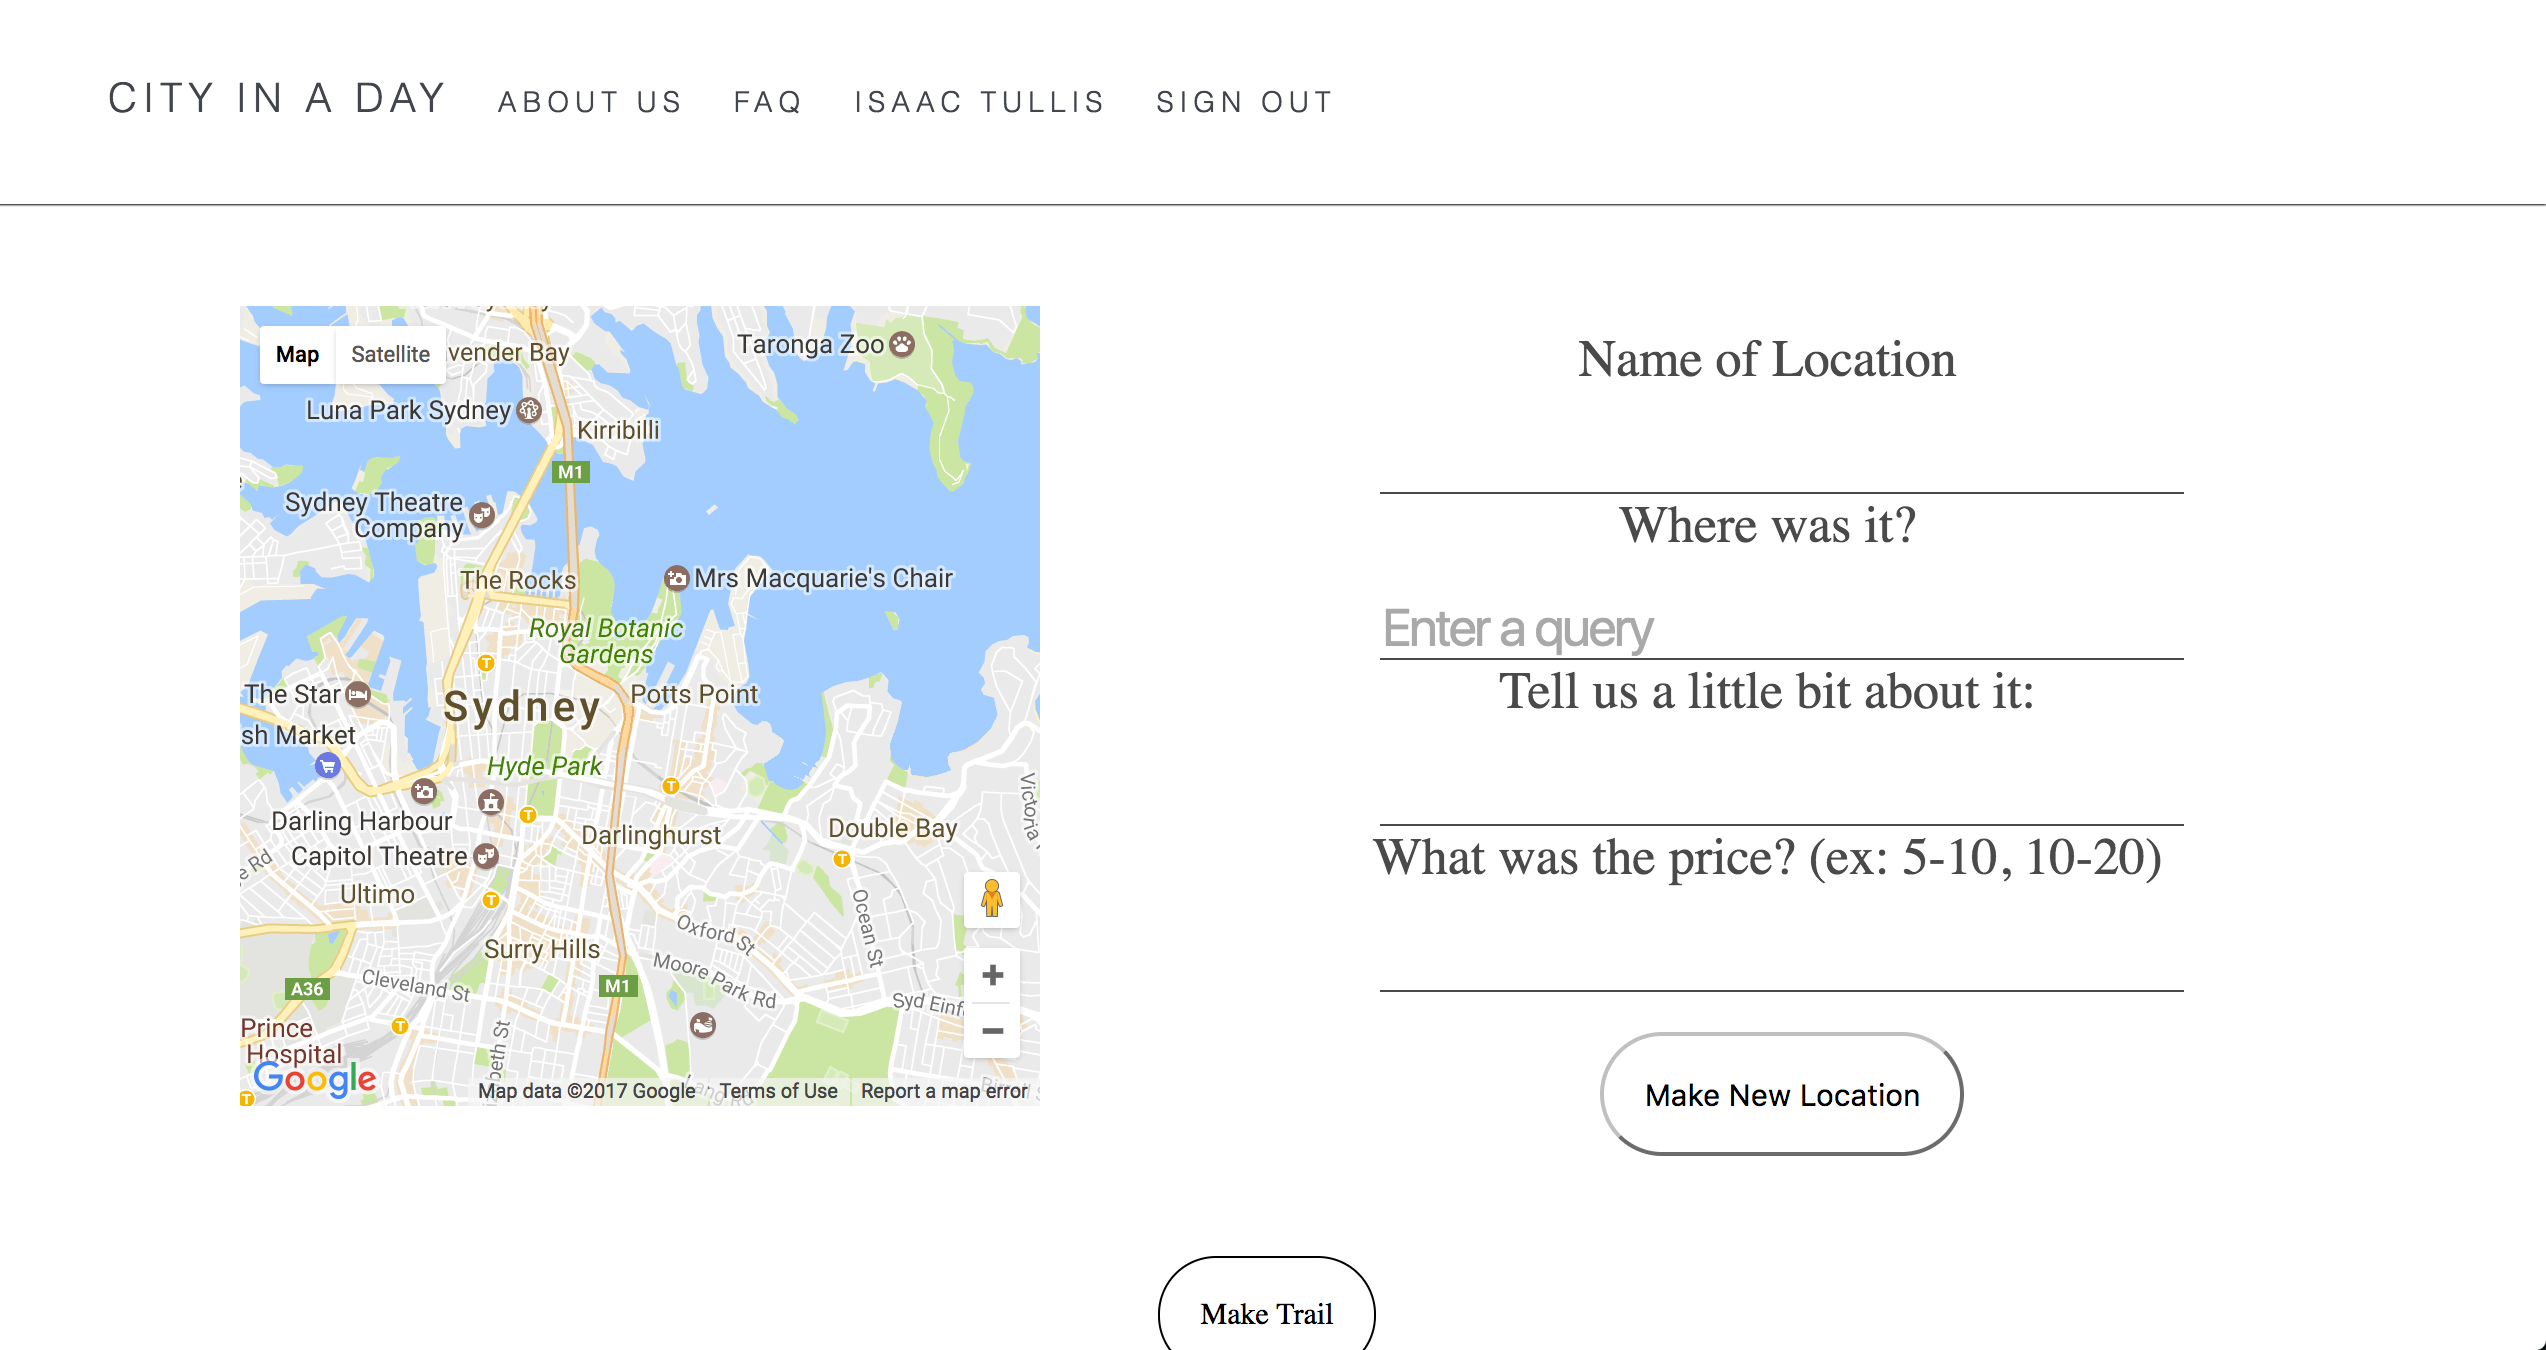 CITY IN A DAY ABOUT US FAQ ISAAC TULLIS SIGN OUT
Map Satellite
vender Bay
Taronga Zoo
Luna Park Sydney
Kirribilli
M1
Sydney Theatre
Company
The Rocks
Mrs Macquarie's Chair
Royal Botanic
Gardens
The Star
Sydney
Potts Point
sh Market
Hyde Park
Victoria
Darling Harbour
Darlinghurst
Double Bay
Capitol Theatre
e Rd
Ultimo
Ocean St
Oxford St
Surry Hills
Moore Park Rd
Cleveland St
A36
M1
Syd Einf
Prince
Hospital
beth St
Google
Map data ©2017 Google
Terms of Use
Report a map error
Name of Location
Where was it?
Enter a query
Tell us a little bit about it:
What was the price? (ex: 5-10, 10-20)
Make New Location
Make Trail